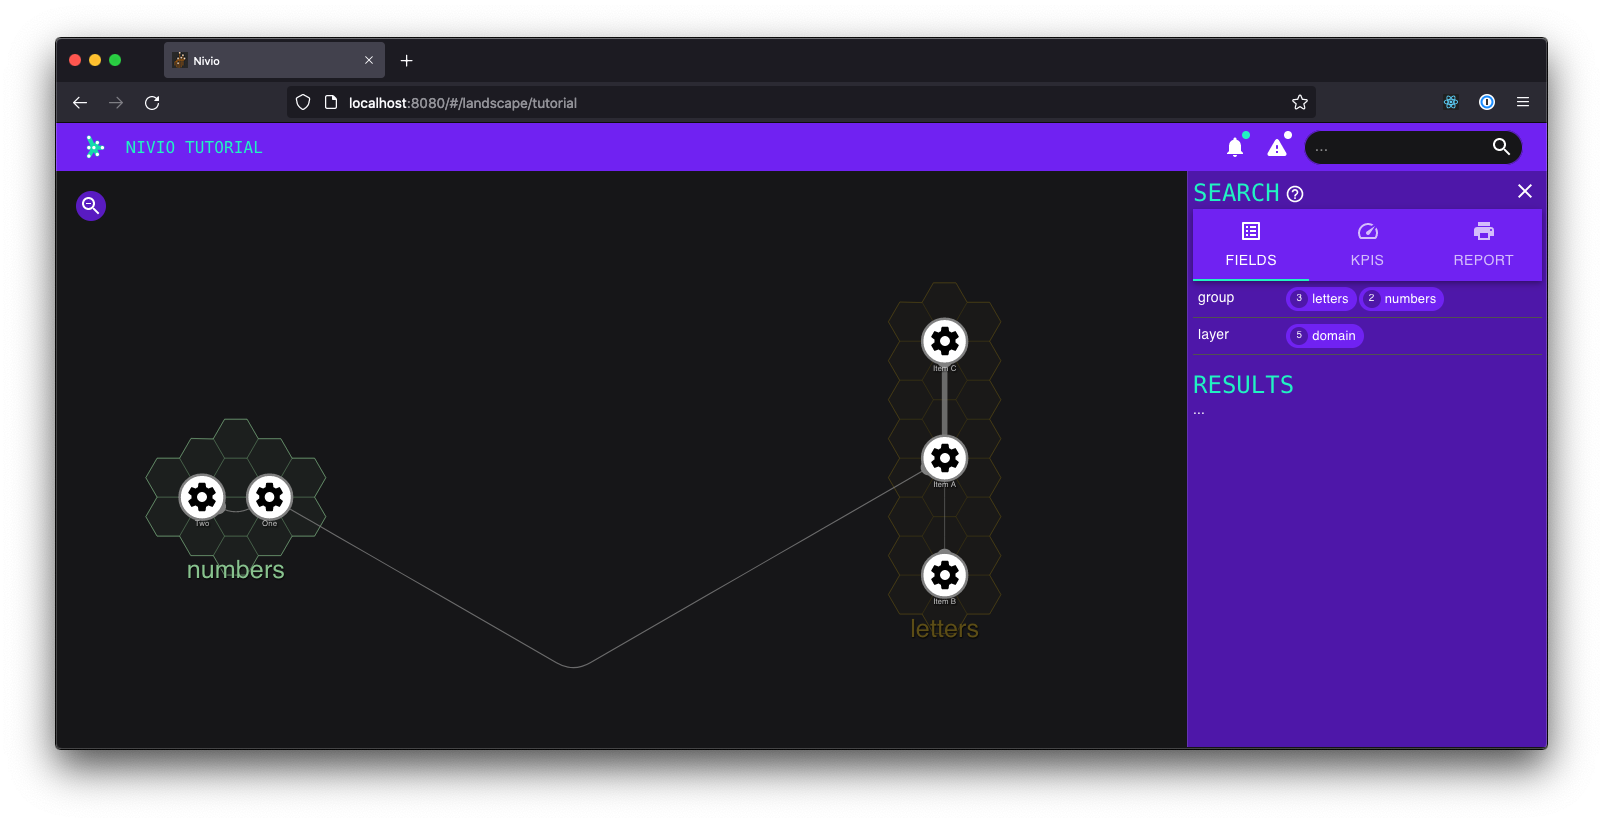 Nivio
localhost:8080/#/landscape/tutorial
NIVIO TUTORIAL
...
SEARCH
FIELDS
KPIS
REPORT
group
3 letters
2 numbers
layer
5 domain
RESULTS
...
Item C
Item A
Two
One
numbers
Item B
letters